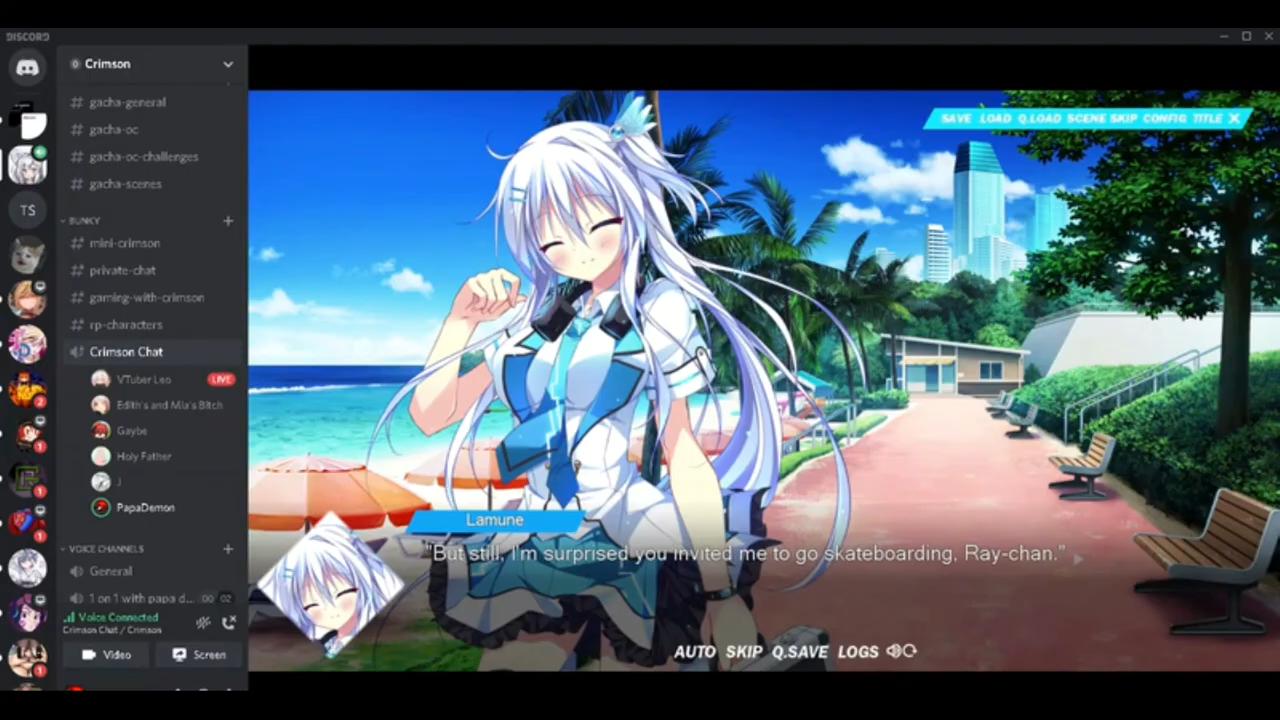 DISCORD
Crimson
gacha-general
gacha-oc
gacha-oc-challenges
gacha-scenes
TS
BUNKY
mini-crimson
private-chat
gaming-with-crimson
rp-characters
Crimson Chat
VTuber Leo LIVE
Edith's and Mia's Bitch
Gaybe
Holy Father
J
PapaDemon
VOICE CHANNELS
General
1 on 1 with papa d... 00 02
Voice Connected
Crimson Chat / Crimson
Video Screen
SAVE LOAD Q.LOAD SCENE SKIP CONFIG TITLE X
Lamune
"But still, I'm surprised you invited me to go skateboarding, Ray-chan."
AUTO SKIP Q.SAVE LOGS